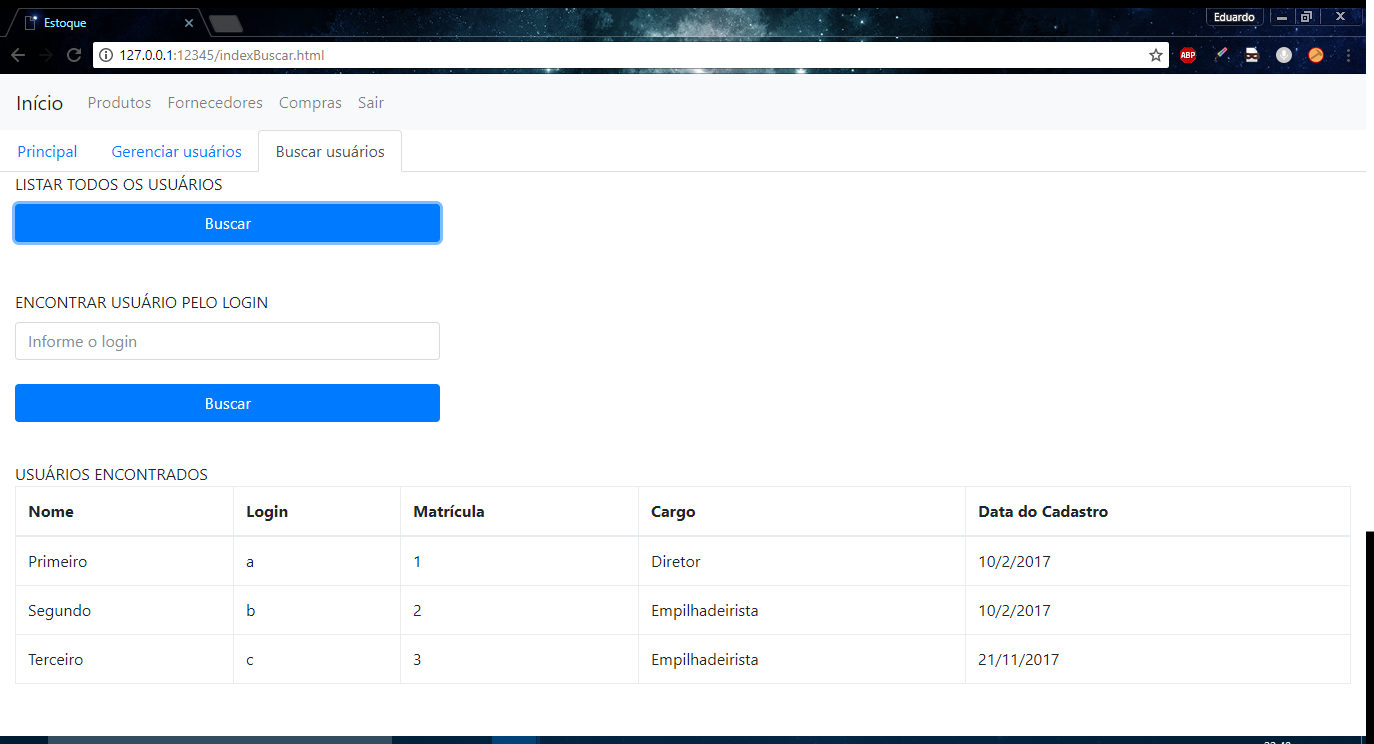 Estoque
Eduardo
127.0.0.1:12345/indexBuscar.html
ABP
Início Produtos Fornecedores Compras Sair
Principal Gerenciar usuários Buscar usuários
LISTAR TODOS OS USUÁRIOS
Buscar
ENCONTRAR USUÁRIO PELO LOGIN
Informe o login
Buscar
USUÁRIOS ENCONTRADOS
Nome Login Matrícula Cargo Data do Cadastro
Primeiro a 1 Diretor 10/2/2017
Segundo b 2 Empilhadeirista 10/2/2017
Terceiro c 3 Empilhadeirista 21/11/2017